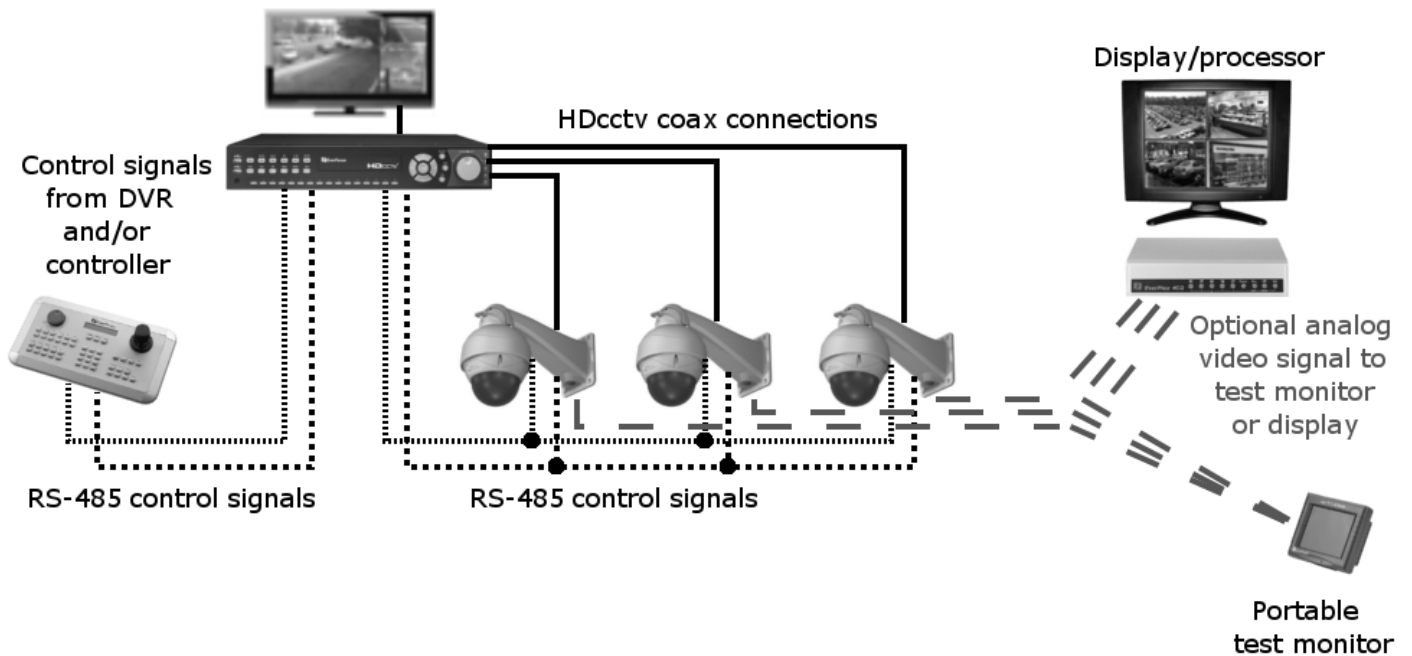 Display/processor
HDcctv coax connections
Control signals
from DVR
and/or
controller
HDcctv
Optional analog
video signal to
test monitor
or display
RS-485 control signals
RS-485 control signals
Portable
test monitor